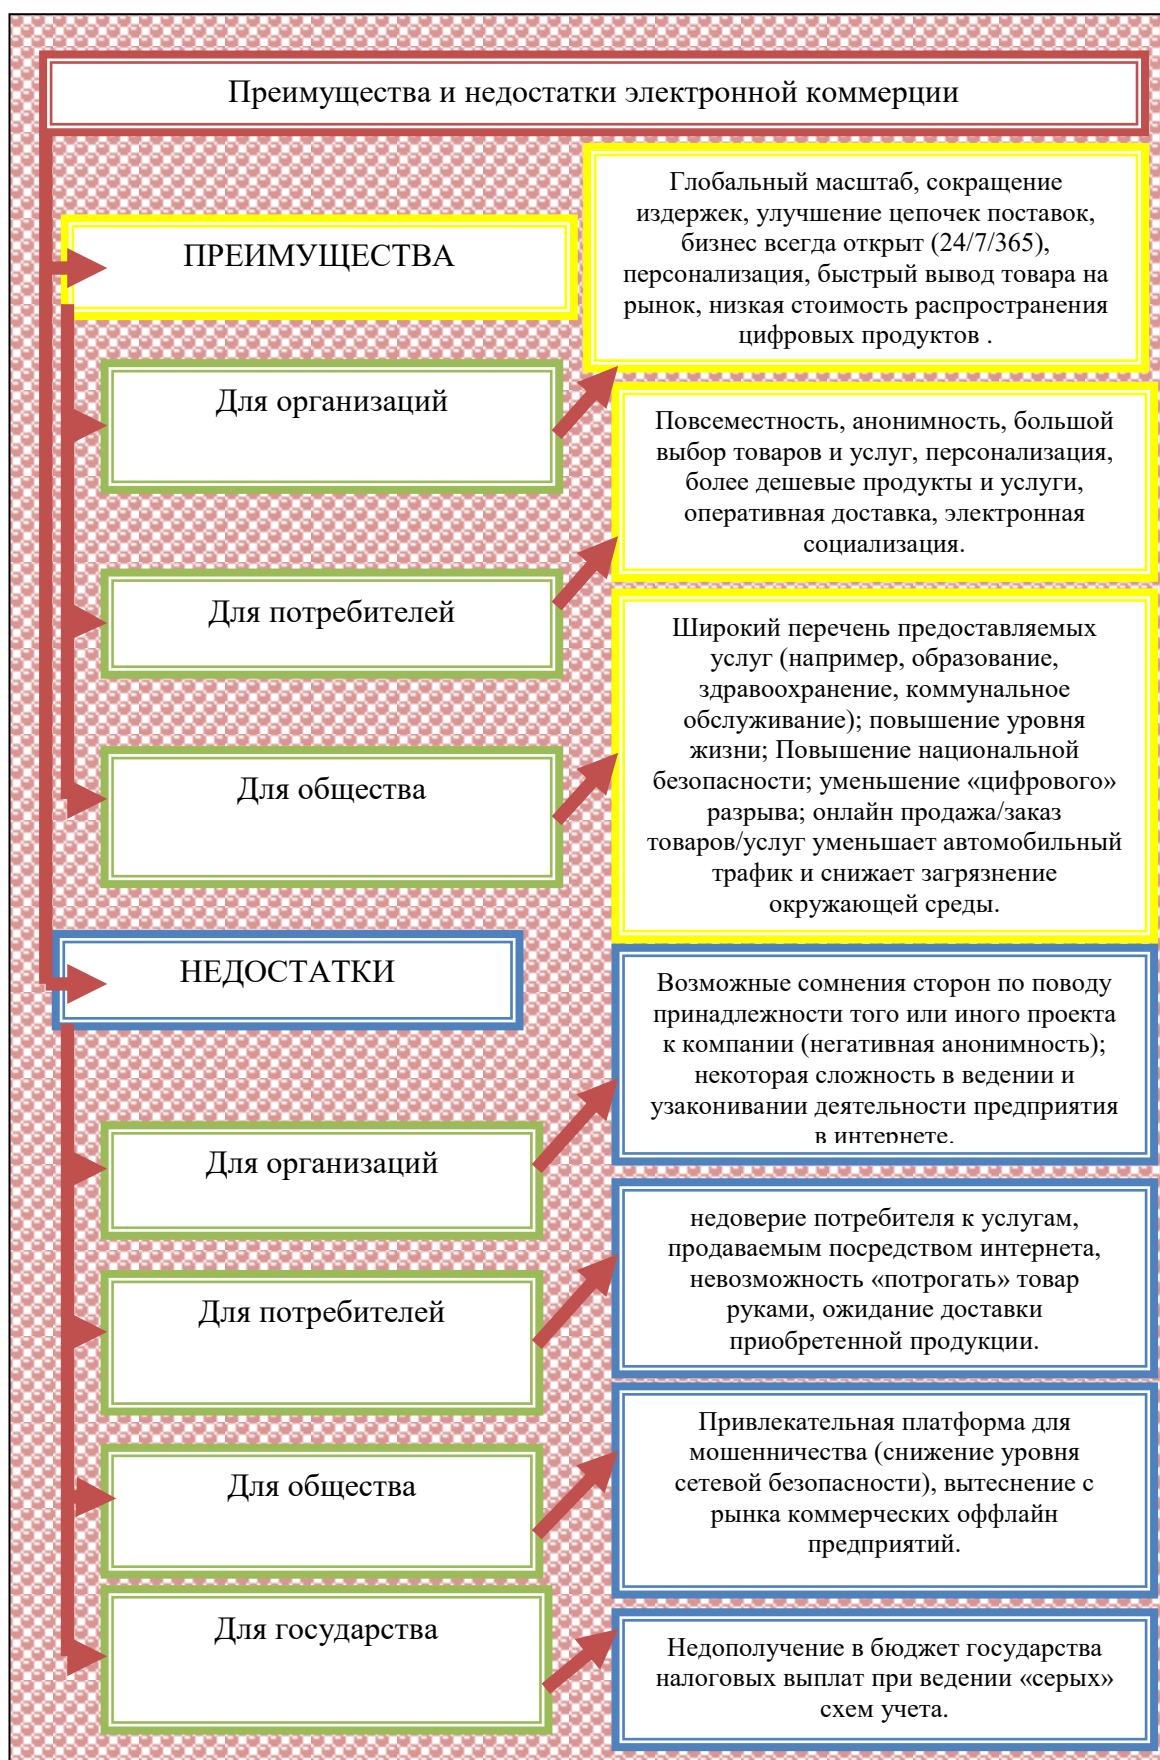 Преимущества и недостатки электронной коммерции
ПРЕИМУЩЕСТВА
Для организаций
Глобальный масштаб, сокращение
издержек, улучшение цепочек поставок,
бизнес всегда открыт (24/7/365),
персонализация, быстрый вывод товара на
рынок, низкая стоимость распространения
цифровых продуктов .
Для потребителей
Повсеместность, анонимность, большой
выбор товаров и услуг, персонализация,
более дешевые продукты и услуги,
оперативная доставка, электронная
социализация.
Для общества
Широкий перечень предоставляемых
услуг (например, образование,
здравоохранение, коммунальное
обслуживание); повышение уровня
жизни; Повышение национальной
безопасности; уменьшение «цифрового»
разрыва; онлайн продажа/заказ
товаров/услуг уменьшает автомобильный
трафик и снижает загрязнение
окружающей среды.
НЕДОСТАТКИ
Для организаций
Возможные сомнения сторон по поводу
принадлежности того или иного проекта
к компании (негативная анонимность);
некоторая сложность в ведении и
узаконивании деятельности предприятия
в интернете.
Для потребителей
недоверие потребителя к услугам,
продаваемым посредством интернета,
невозможность «потрогать» товар
руками, ожидание доставки
приобретенной продукции.
Для общества
Привлекательная платформа для
мошенничества (снижение уровня
сетевой безопасности), вытеснение с
рынка коммерческих оффлайн
предприятий.
Для государства
Недополучение в бюджет государства
налоговых выплат при ведении «серых»
схем учета.